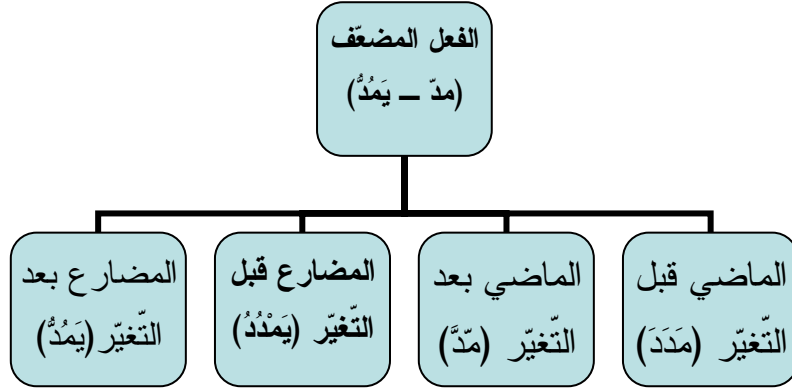 الفعل المضعّف
(مدّ – يَمُدُّ)
الماضي قبل
التّغيّر (مَدَدَ)
الماضي بعد
التّغيّر (مّدَّ)
المضارع قبل
التّغيّر (يَمْدُدُ)
المضارع بعد
التّغيّر(يَمُدُّ)